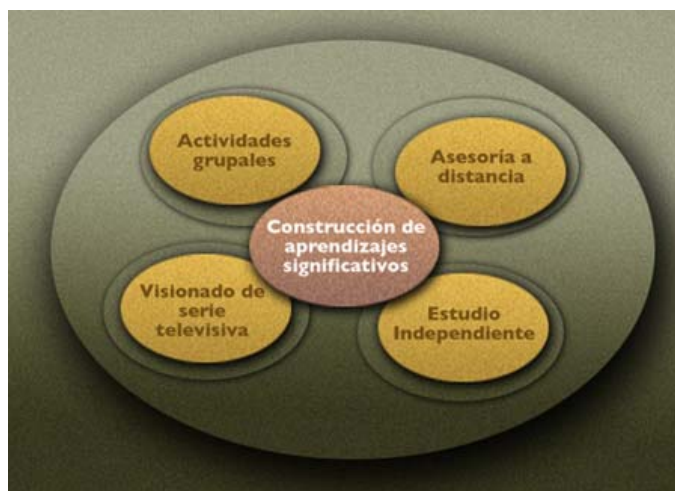 Actividades
grupales
Asesoría a
distancia
Construcción de
aprendizajes
significativos
Visionado de
serie
televisiva
Estudio
Independiente